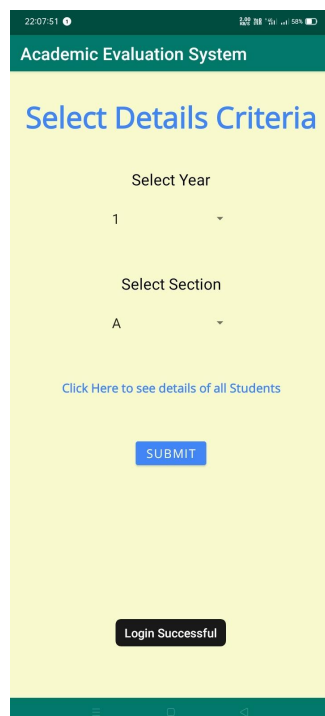 22:07:51 1 58%
Academic Evaluation System
Select Details Criteria
Select Year
1
Select Section
A
Click Here to see details of all Students
SUBMIT
Login Successful